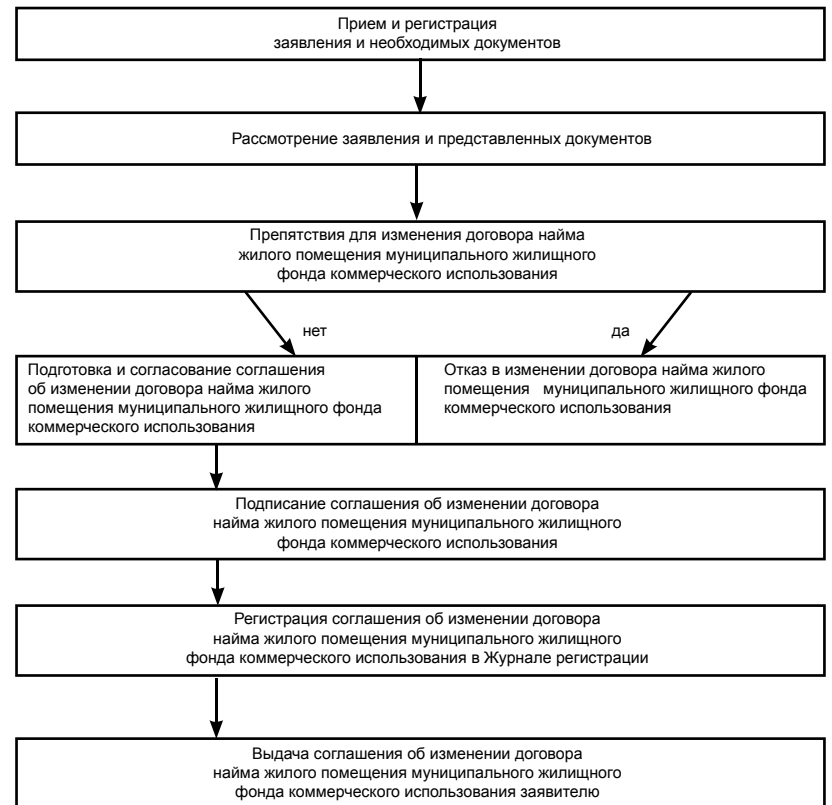 Прием и регистрация
заявления и необходимых документов
Рассмотрение заявления и представленных документов
Препятствия для изменения договора найма
жилого помещения муниципального жилищного
фонда коммерческого использования
нет
да
Подготовка и согласование соглашения
об изменении договора найма жилого
помещения муниципального жилищного фонда
коммерческого использования
Отказ в изменении договора найма жилого
помещения муниципального жилищного фонда
коммерческого использования
Подписание соглашения об изменении договора
найма жилого помещения муниципального жилищного
фонда коммерческого использования
Регистрация соглашения об изменении договора
найма жилого помещения муниципального жилищного
фонда коммерческого использования в Журнале регистрации
Выдача соглашения об изменении договора
найма жилого помещения муниципального жилищного
фонда коммерческого использования заявителю